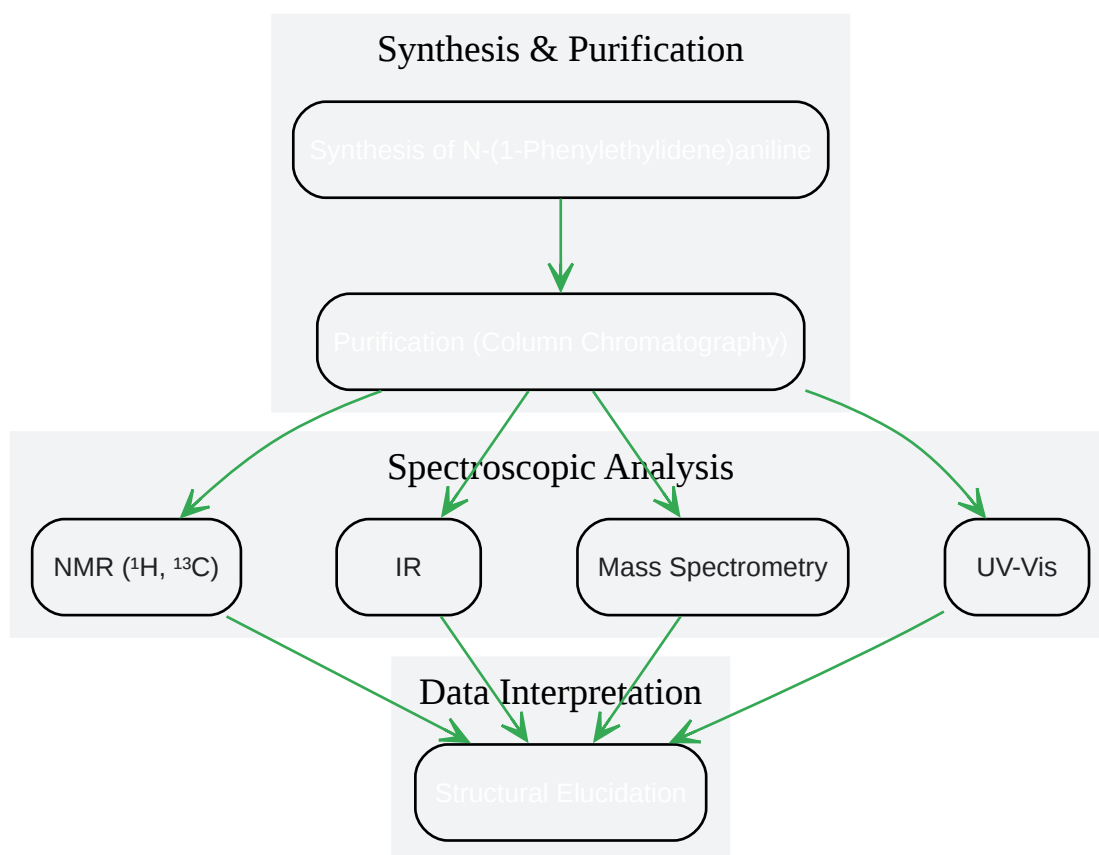 Synthesis & Purification
Synthesis of N-(1-Phenylethylidene)aniline
Purification (Column Chromatography)
Spectroscopic Analysis
NMR (¹H, ¹³C)
IR
Mass Spectrometry
UV-Vis
Data Interpretation
Structural Elucidation